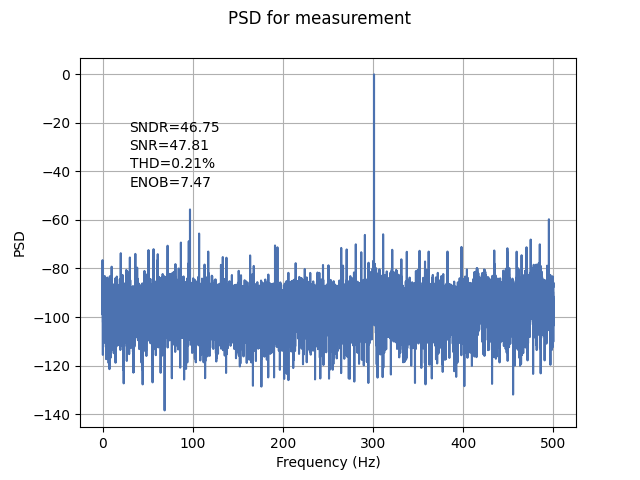 PSD for measurement
0
−20
−40
−60
−80
−100
−120
−140
PSD
SNDR=46.75
SNR=47.81
THD=0.21%
ENOB=7.47
0
100
200
300
400
500
Frequency (Hz)